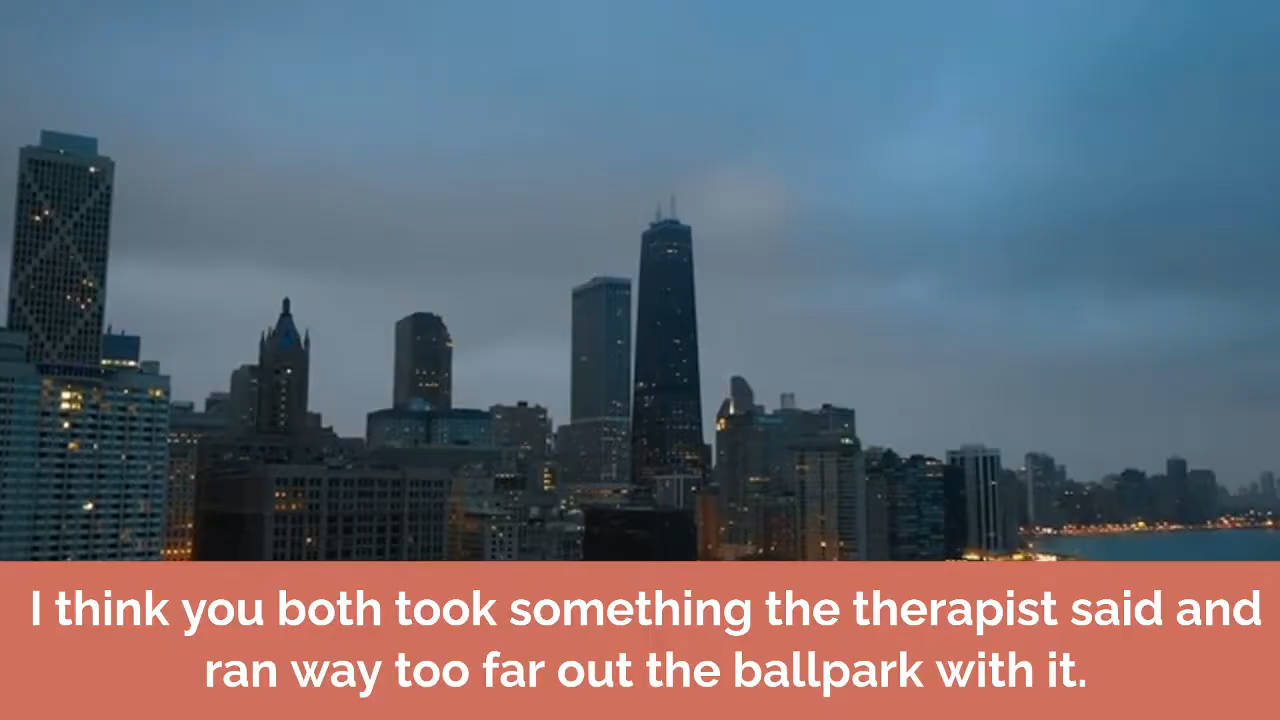 I think you both took something the therapist said and
ran way too far out the ballpark with it.